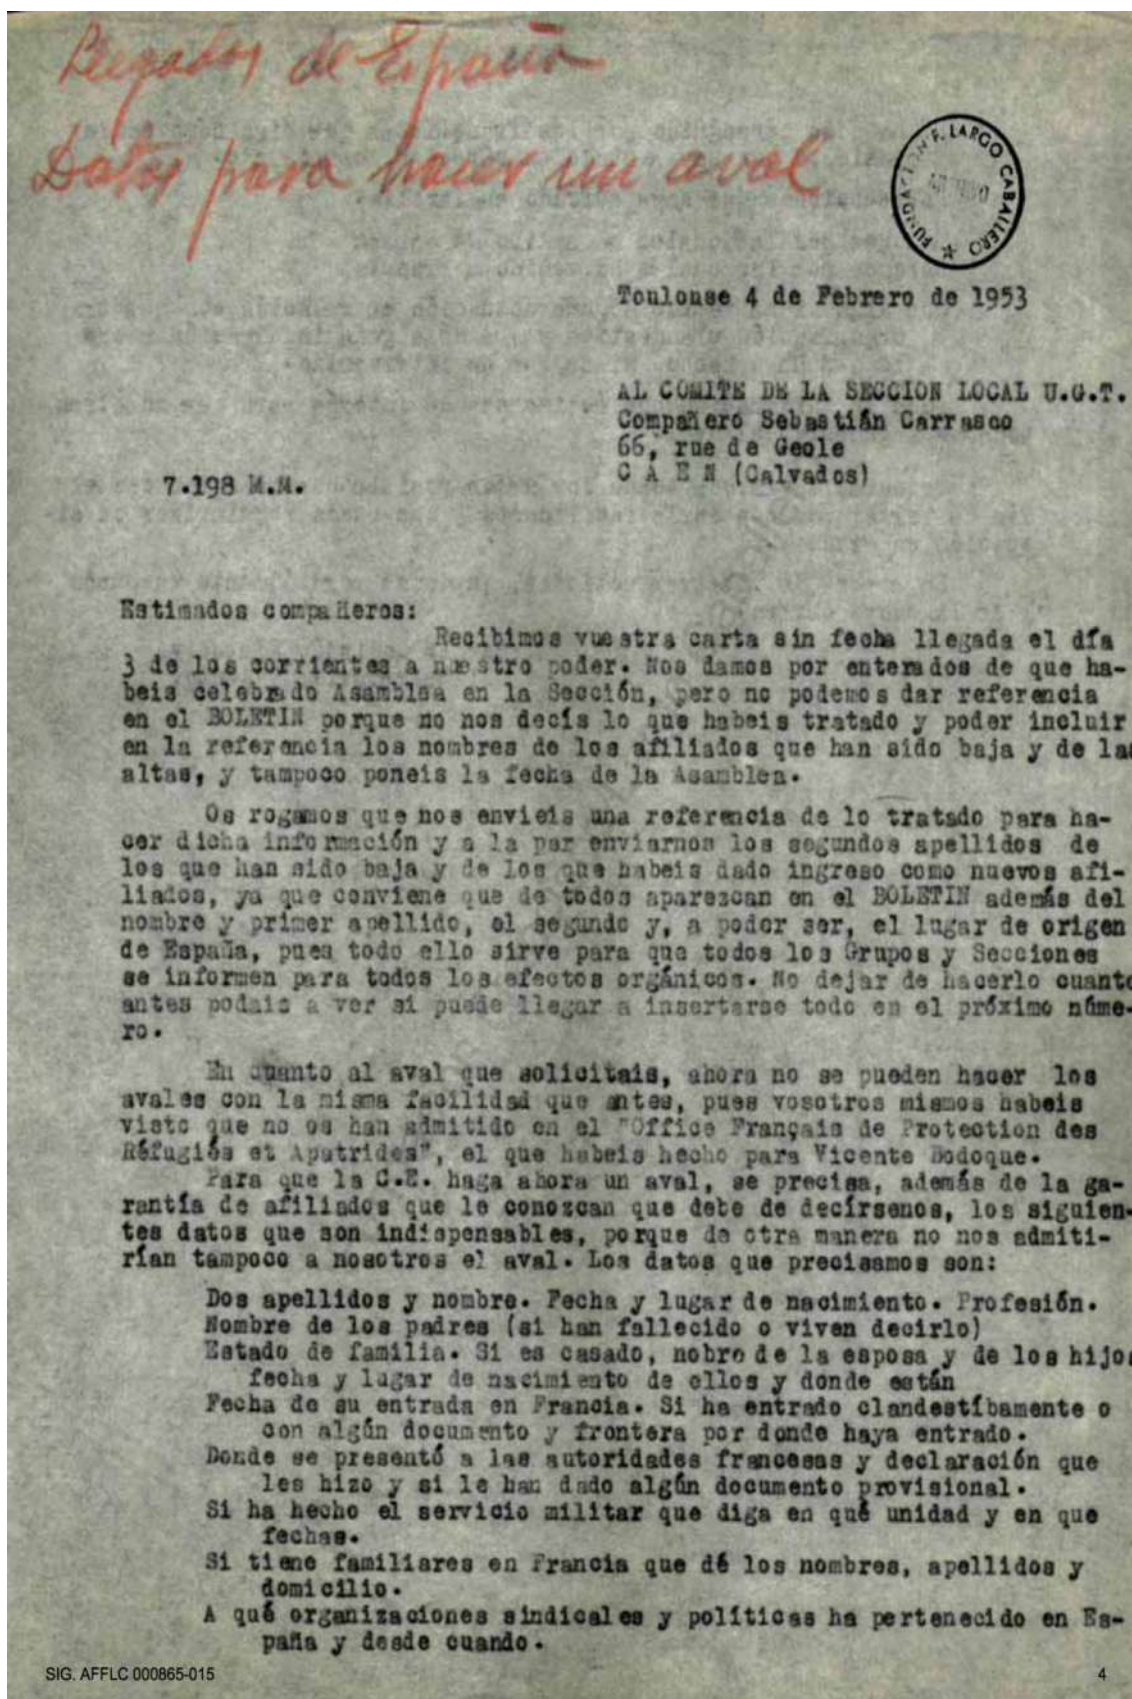 Llegados de España
Datos para hacer un aval
FUNDACION F. LARGO CABALLERO
ARCHIVO
Toulouse 4 de Febrero de 1953
AL COMITE DE LA SECCION LOCAL U.G.T.
Compañero Sebastián Carrasco
66, rue de Geole
C A E N (Calvados)
7.198 M.M.
Estimados compañeros:
Recibimos vuestra carta sin fecha llegada el día
3 de los corrientes a nuestro poder. Nos damos por enterados de que ha-
beis celebrado Asamblea en la Sección, pero no podemos dar referencia
en el BOLETIN porque no nos decís lo que habeis tratado y poder incluir
en la referencia los nombres de los afiliados que han sido baja y de las
altas, y tampoco poneis la fecha de la Asamblea.
Os rogamos que nos envieis una referencia de lo tratado para ha-
cer dicha información y a la par enviarnos los segundos apellidos de
los que han sido baja y de los que habeis dado ingreso como nuevos afi-
liados, ya que conviene que de todos aparezcan en el BOLETIN además del
nombre y primer apellido, el segundo y, a poder ser, el lugar de origen
de España, pues todo ello sirve para que todos los Grupos y Secciones
se informen para todos los efectos orgánicos. No dejar de hacerlo cuanto
antes podais a ver si puede llegar a insertarse todo en el próximo núme-
ro.
En cuanto al aval que solicitais, ahora no se pueden hacer los
avales con la misma facilidad que antes, pues vosotros mismos habeis
visto que no os han admitido en el "Office Français de Protection des
Réfugiés et Apatrides", el que habeis hecho para Vicente Bodoque.
Para que la C.E. haga ahora un aval, se precisa, además de la ga-
rantía de afiliados que le conozcan que debe de decírsenos, los siguien-
tes datos que son indispensables, porque de otra manera no nos admiti-
rían tampoco a nosotros el aval. Los datos que precisamos son:
Dos apellidos y nombre. Fecha y lugar de nacimiento. Profesión.
Nombre de los padres (si han fallecido o viven decirlo)
Estado de familia. Si es casado, nobre de la esposa y de los hijos
fecha y lugar de nacimiento de ellos y donde están
Fecha de su entrada en Francia. Si ha entrado clandestíbamente o
con algún documento y frontera por donde haya entrado.
Donde se presentó a las autoridades francesas y declaración que
les hizo y si le han dado algún documento provisional.
Si ha hecho el servicio militar que diga en qué unidad y en que
fechas.
Si tiene familiares en Francia que dé los nombres, apellidos y
domicilio.
A qué organizaciones sindicales y políticas ha pertenecido en Es-
paña y desde cuando.
SIG. AFFLC 000865-015
4